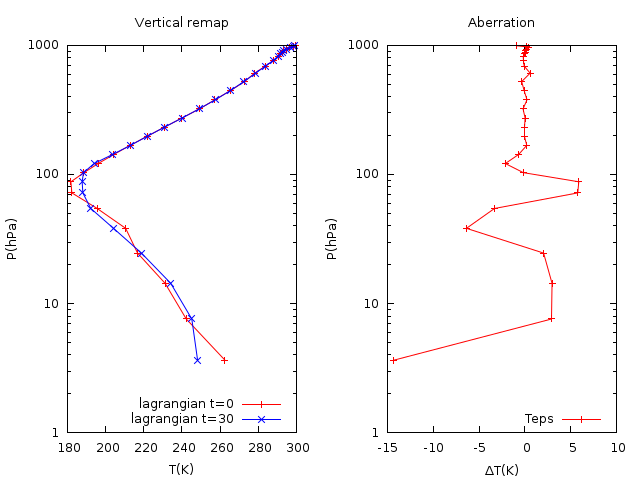 Vertical remap
1000
100
10
1
P(hPa)
lagrangian t=0
lagrangian t=30
180 200 220 240 260 280 300
T(K)
Aberration
1000
100
10
1
P(hPa)
Teps
-15 -10 -5 0 5 10
ΔT(K)